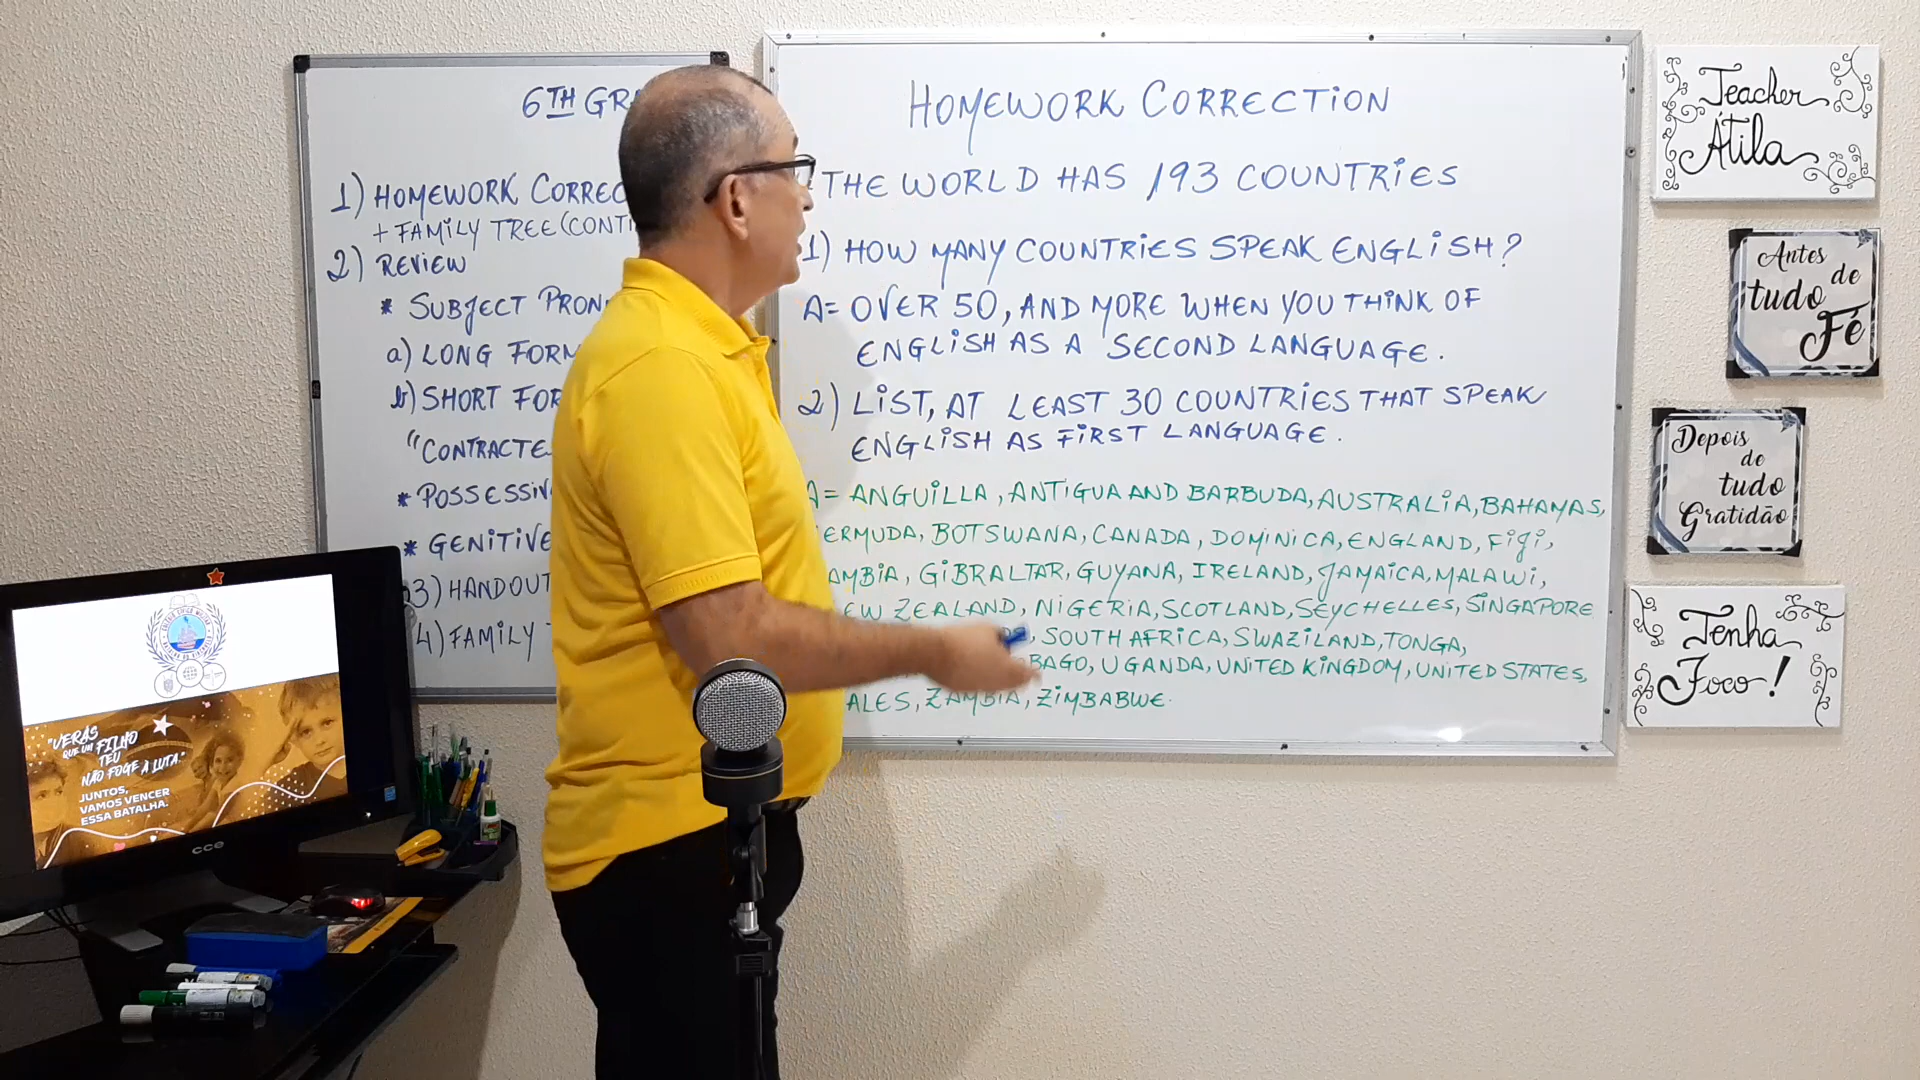 6TH GRA
1) HOMEWORK CORREC
+ FAMILY TREE (CONTI
2) REVIEW
* SUBJECT PRON
a) LONG FORM
b) SHORT FOR
"CONTRACTE
* POSSESSIV
* GENITIVE
3) HANDOUT
4) FAMILY T
HOMEWORK CORRECTION
THE WORLD HAS 193 COUNTRIES
1) HOW MANY COUNTRIES SPEAK ENGLISH?
A= OVER 50, AND MORE WHEN YOU THINK OF
ENGLISH AS A SECOND LANGUAGE.
2) LIST, AT LEAST 30 COUNTRIES THAT SPEAK
ENGLISH AS FIRST LANGUAGE.
A= ANGUILLA, ANTIGUA AND BARBUDA, AUSTRALIA, BAHAMAS,
ERMUDA, BOTSWANA, CANADA, DOMINICA, ENGLAND, FIJI,
AMBIA, GIBRALTAR, GUYANA, IRELAND, JAMAICA, MALAWI,
EW ZEALAND, NIGERIA, SCOTLAND, SEYCHELLES, SINGAPORE
, SOUTH AFRICA, SWAZILAND, TONGA,
BAGO, UGANDA, UNITED KINGDOM, UNITED STATES,
ALES, ZAMBIA, ZIMBABWE.
Teacher
Átila
Antes
de
tudo
Fé
Depois
de
tudo
Gratidão
Tenha
Foco!
"VERÁS
QUE UM FILHO
TEU
NÃO FOGE À LUTA."
JUNTOS,
VAMOS VENCER
ESSA BATALHA.
cce